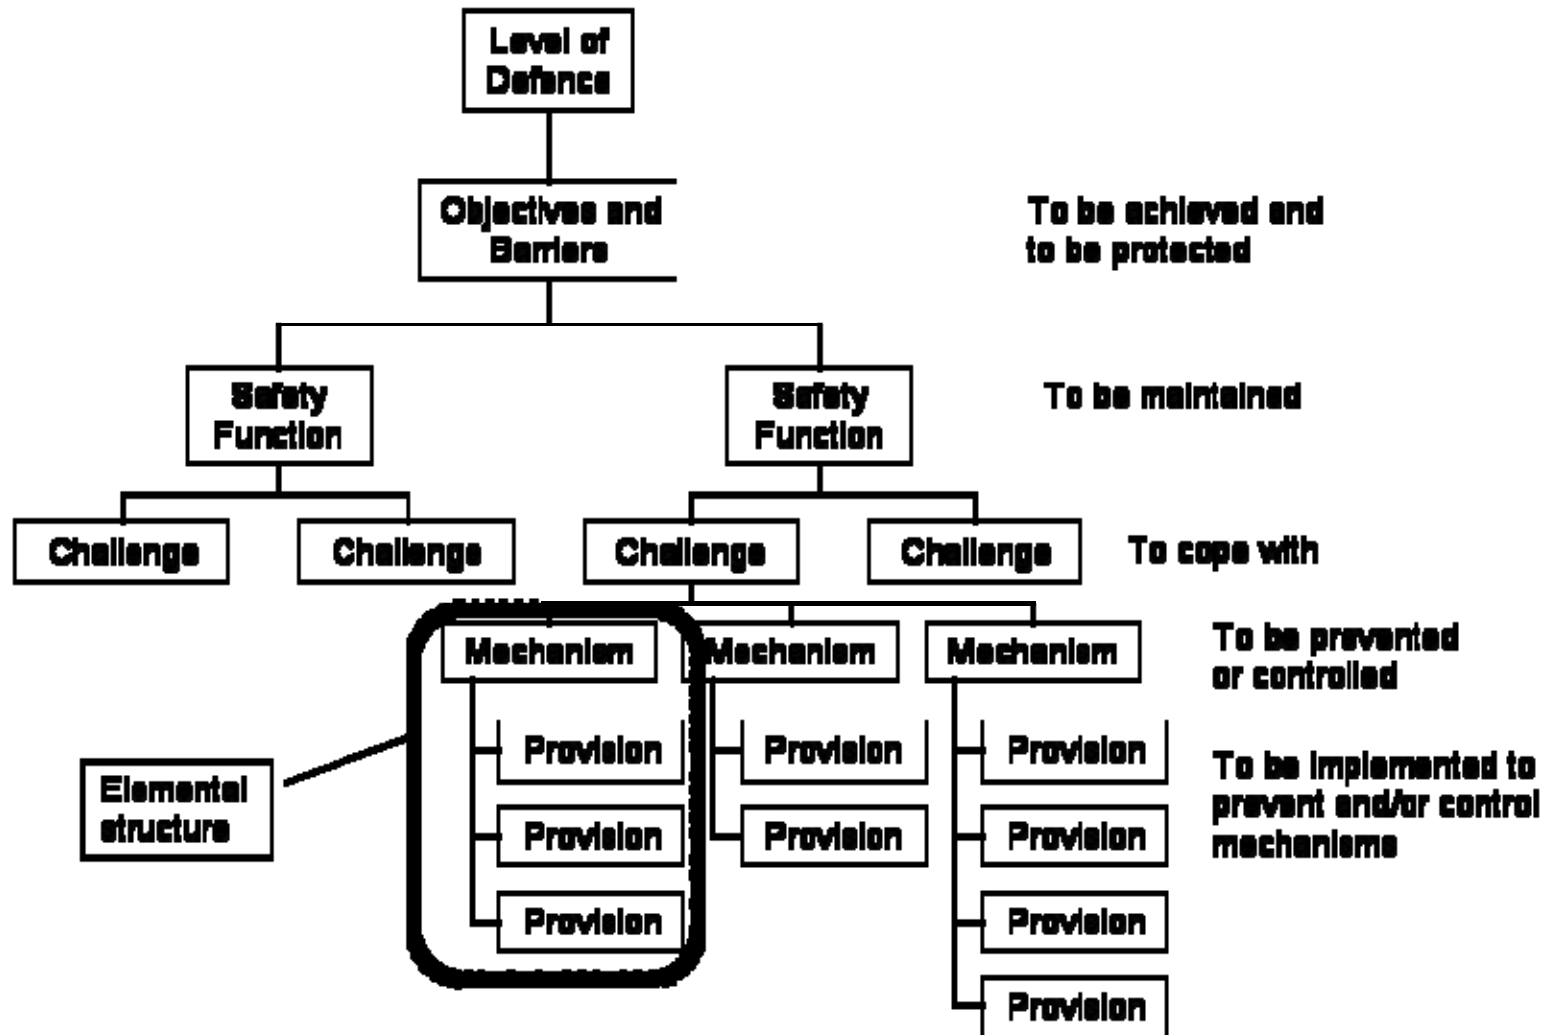 Level of
Defence
Objectives and
Barriers
To be achieved and
to be protected
Safety
Function
Safety
Function
To be maintained
Challenge
Challenge
Challenge
Challenge
To cope with
Mechanism
Mechanism
Mechanism
To be prevented
or controlled
Provision
Provision
Provision
To be implemented to
prevent and/or control
mechanisms
Elemental
structure
Provision
Provision
Provision
Provision
Provision
Provision